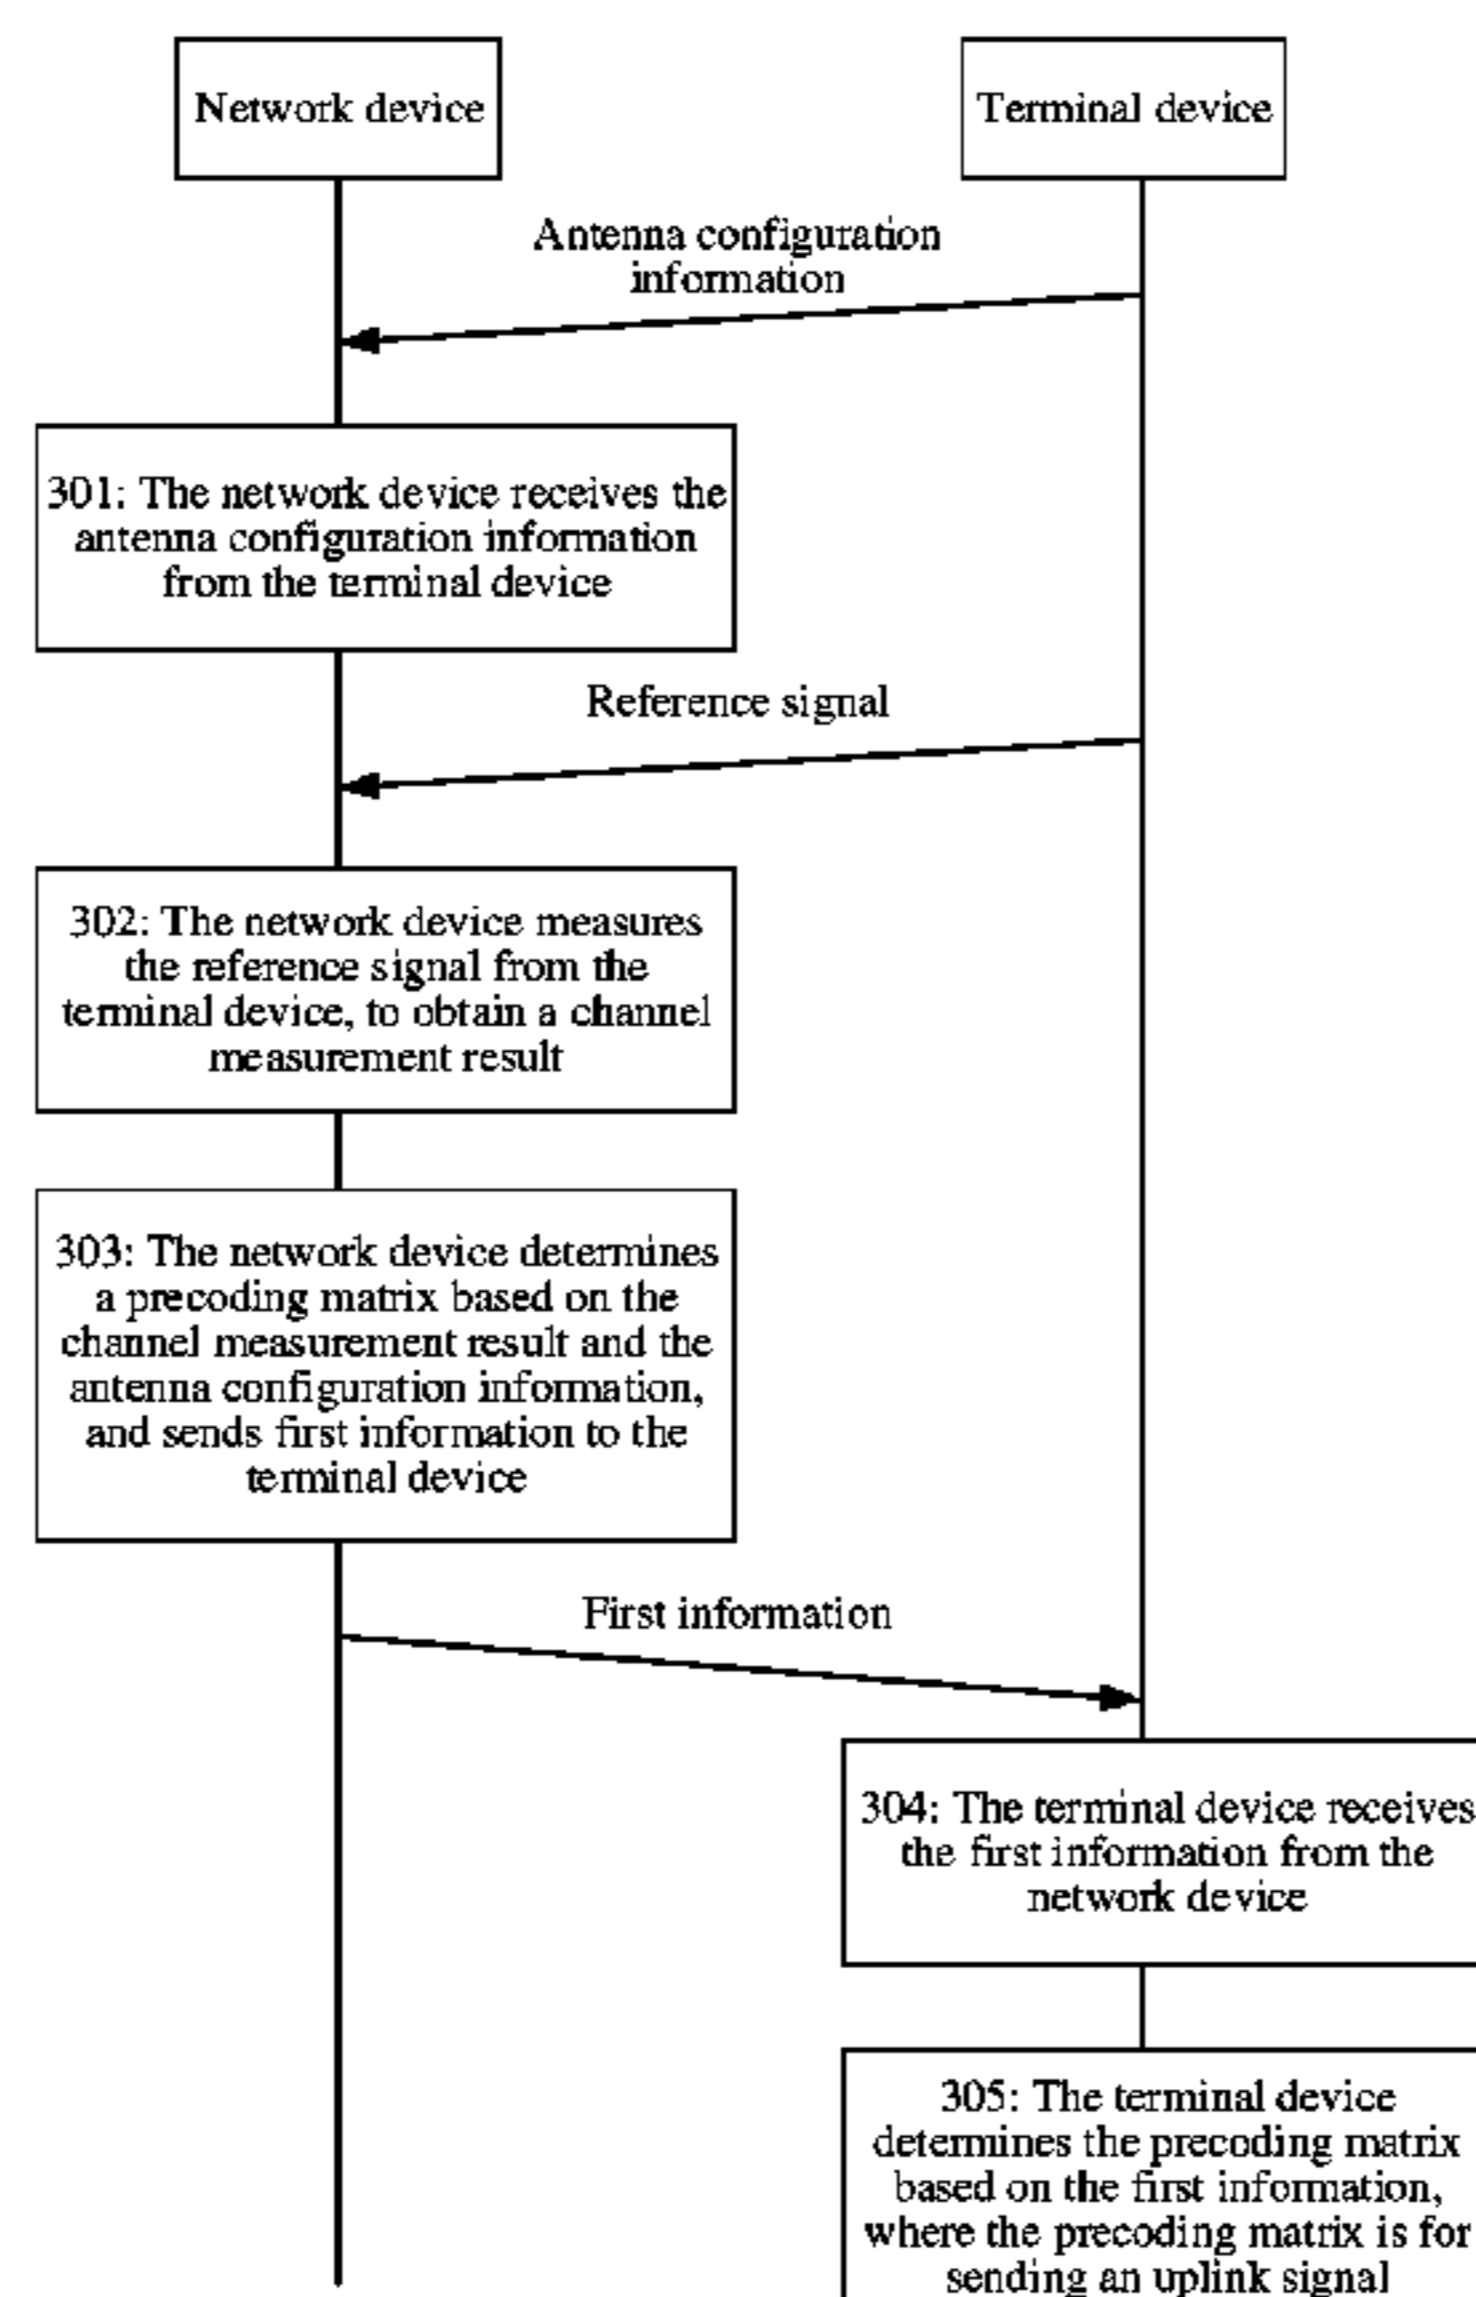 Network device
Terminal device
Antenna configuration
information
301: The network device receives the
antenna configuration information
from the terminal device
Reference signal
302: The network device measures
the reference signal from the
terminal device, to obtain a channel
measurement result
303: The network device determines
a precoding matrix based on the
channel measurement result and the
antenna configuration information,
and sends first information to the
terminal device
First information
304: The terminal device receives
the first information from the
network device
305: The terminal device
determines the precoding matrix
based on the first information,
where the precoding matrix is for
sending an uplink signal